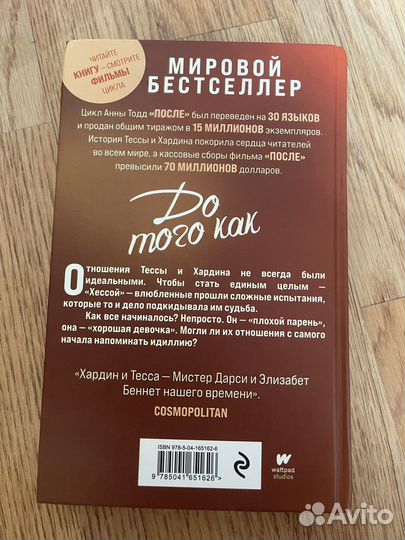 ЧИТАЙТЕ
КНИГУ – СМОТРИТЕ
ФИЛЬМЫ
ЦИКЛА
МИРОВОЙ
БЕСТСЕЛЛЕР
Цикл Анны Тодд «ПОСЛЕ» был переведен на 30 ЯЗЫКОВ
и продан общим тиражом в 15 МИЛЛИОНОВ экземпляров.
История Тессы и Хардина покорила сердца читателей
во всем мире, а кассовые сборы фильма «ПОСЛЕ»
превысили 70 МИЛЛИОНОВ долларов.
До
того как
Отношения Тессы и Хардина не всегда были
идеальными. Чтобы стать единым целым –
«Хессой» – влюбленные прошли сложные испытания,
которые то и дело подкидывала им судьба.
Как все начиналось? Непросто. Он – «плохой парень»,
она – «хорошая девочка». Могли ли их отношения с самого
начала напоминать идиллию?
«Хардин и Тесса – Мистер Дарси и Элизабет
Беннет нашего времени».
COSMOPOLITAN
ISBN 978-5-04-165162-6
9 785041 651626 >
wattpad
studios
Avito